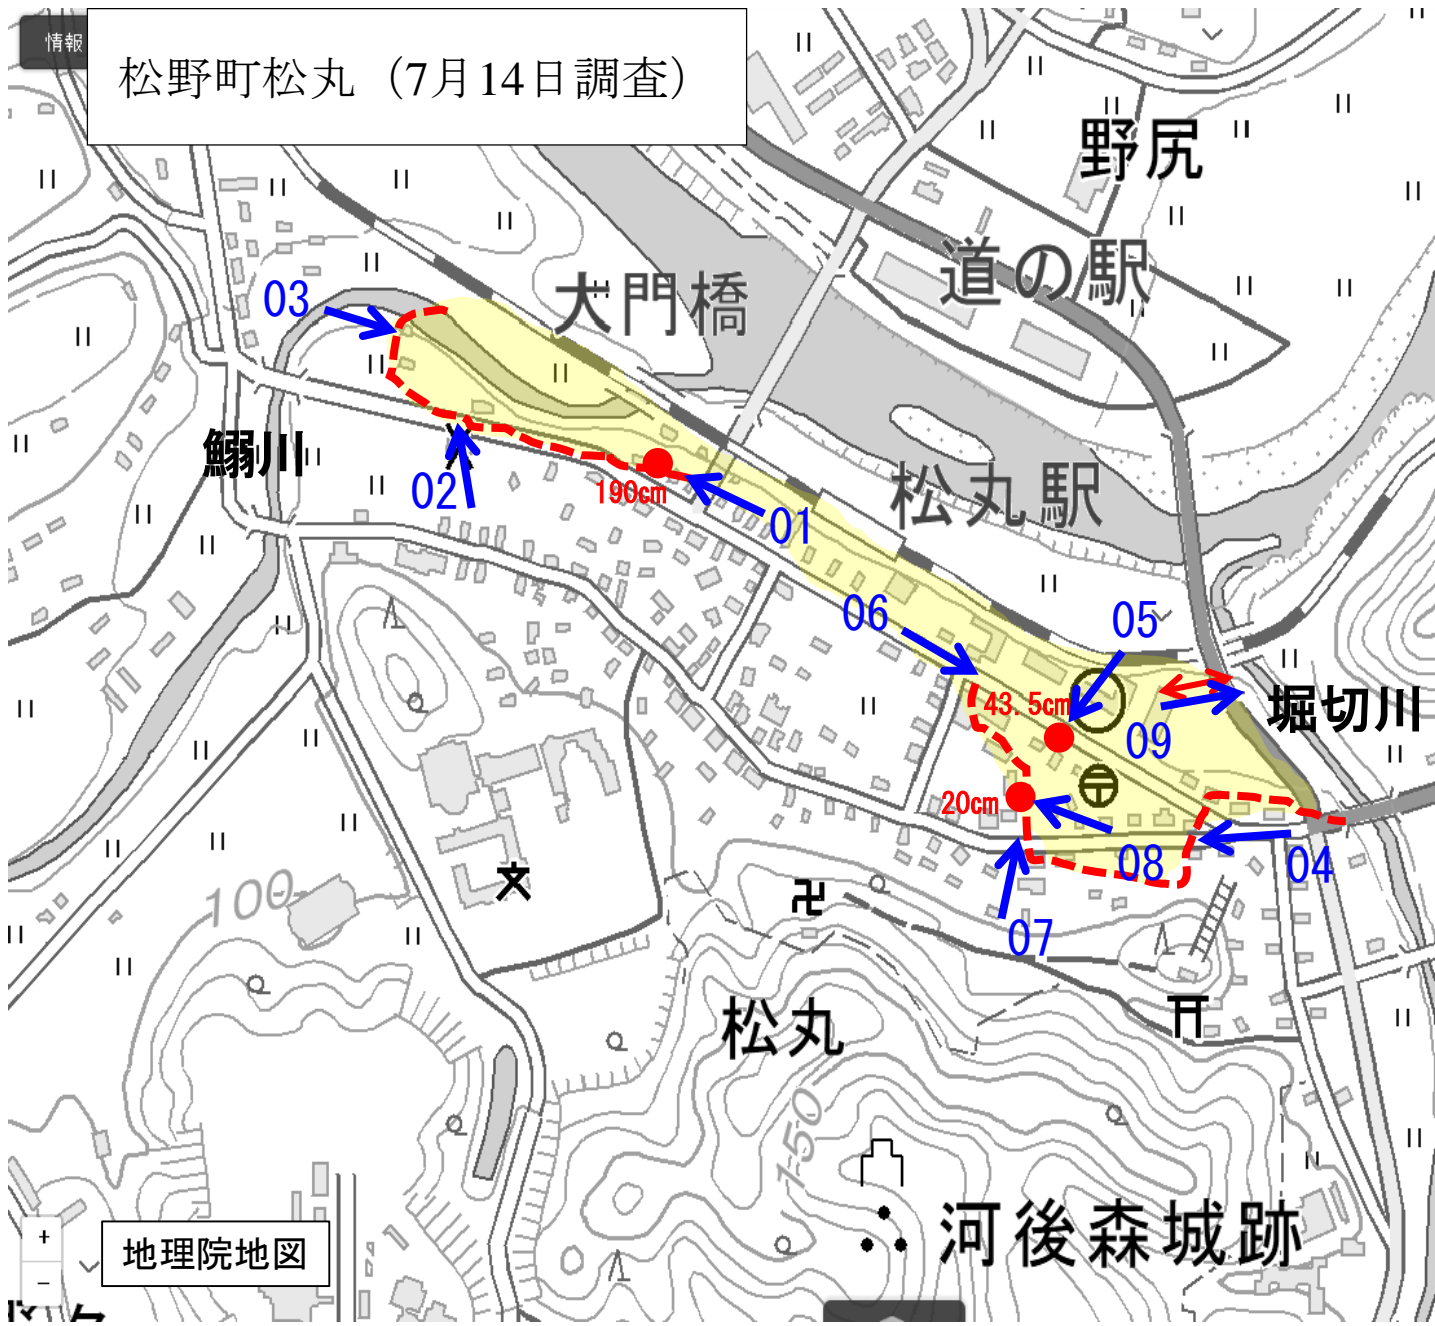 情報
松野町松丸（7月14日調査）
野尻
道の駅
大門橋
03
鰯川
02
190cm
01
松丸駅
06
05
43.5cm
堀切川
09
20cm
08
04
07
100
松丸
150
河後森城跡
+
地理院地図
−